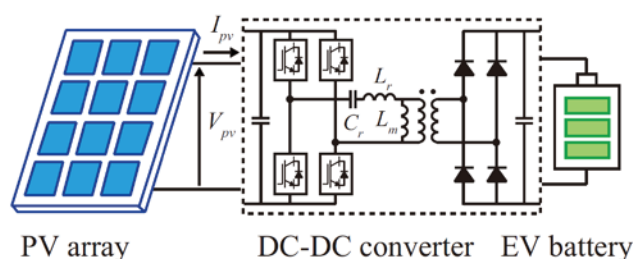 I_pv
V_pv
L_r
C_r
L_m
PV array
DC-DC converter
EV battery